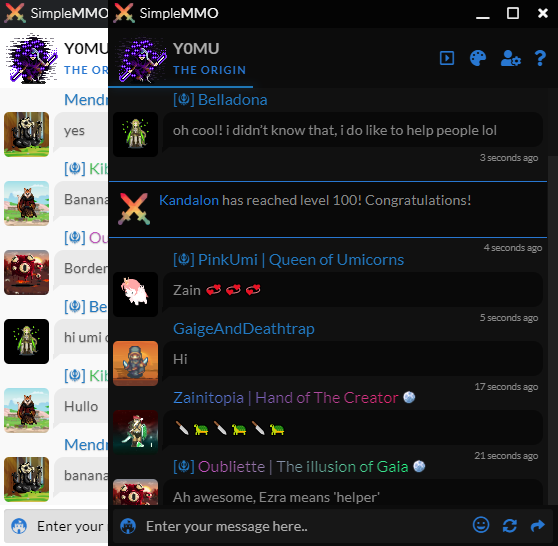 SimpleMMO
Y0MU
THE ORIGIN
Mendr
yes
Kib
Banana
Ou
Border
Be
hi umi
Kib
Hullo
Mendr
banana
Enter your
SimpleMMO
Y0MU
THE ORIGIN
Belladona
oh cool! i didn't know that, i do like to help people lol
3 seconds ago
Kandalon has reached level 100! Congratulations!
4 seconds ago
PinkUmi | Queen of Umicorns
Zain
5 seconds ago
GaigeAndDeathtrap
Hi
17 seconds ago
Zainitopia | Hand of The Creator
🔪🐢🔪🐢🔪🐢
21 seconds ago
Oubliette | The illusion of Gaia
Ah awesome, Ezra means 'helper'
Enter your message here..